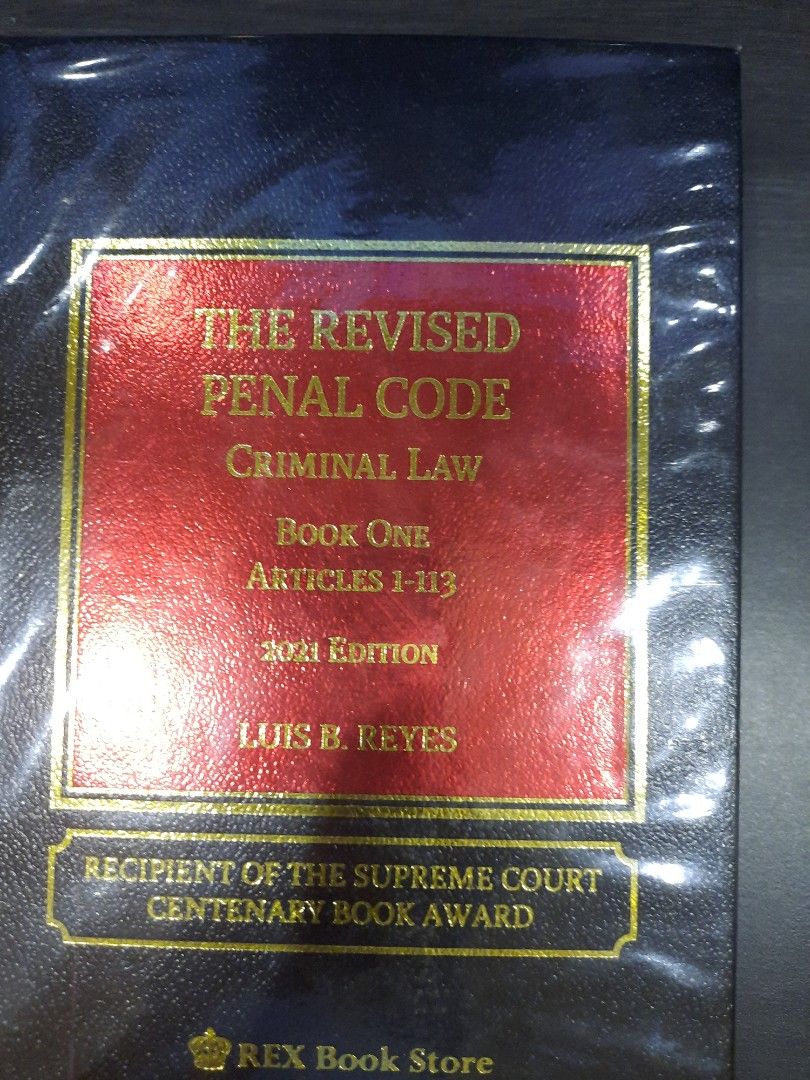 THE REVISED
PENAL CODE
CRIMINAL LAW
BOOK ONE
ARTICLES 1-113
2021 EDITION
LUIS B. REYES
RECIPIENT OF THE SUPREME COURT
CENTENARY BOOK AWARD
REX Book Store